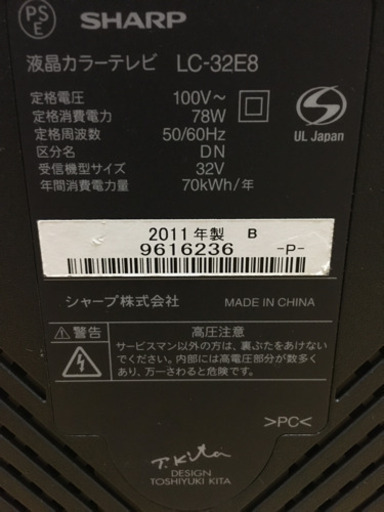 PS
E
SHARP
液晶カラーテレビ LC-32E8
定格電圧 100V～
定格消費電力 78W
定格周波数 50/60Hz
区分名 DN
受信機型サイズ 32V
年間消費電力量 70kWh/年
S
UL Japan
2011年製 B
9616236 -P-
シャープ株式会社 MADE IN CHINA
⚠警告 高圧注意
サービスマン以外の方は、裏ぶたをあけない
でください。内部には高電圧部分が数多く
あり、万一さわると危険です。
>PC<
T. Kita
DESIGN
TOSHIYUKI KITA